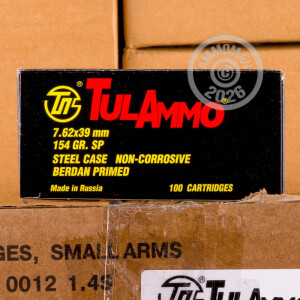 AMMOMAN
2026
TULAMMO
7.62x39 mm
154 GR. SP
STEEL CASE NON-CORROSIVE
BERDAN PRIMED
Made in Russia 100 CARTRIDGES
GES, SMALL ARMS
0012 1.4S
TULAMMO